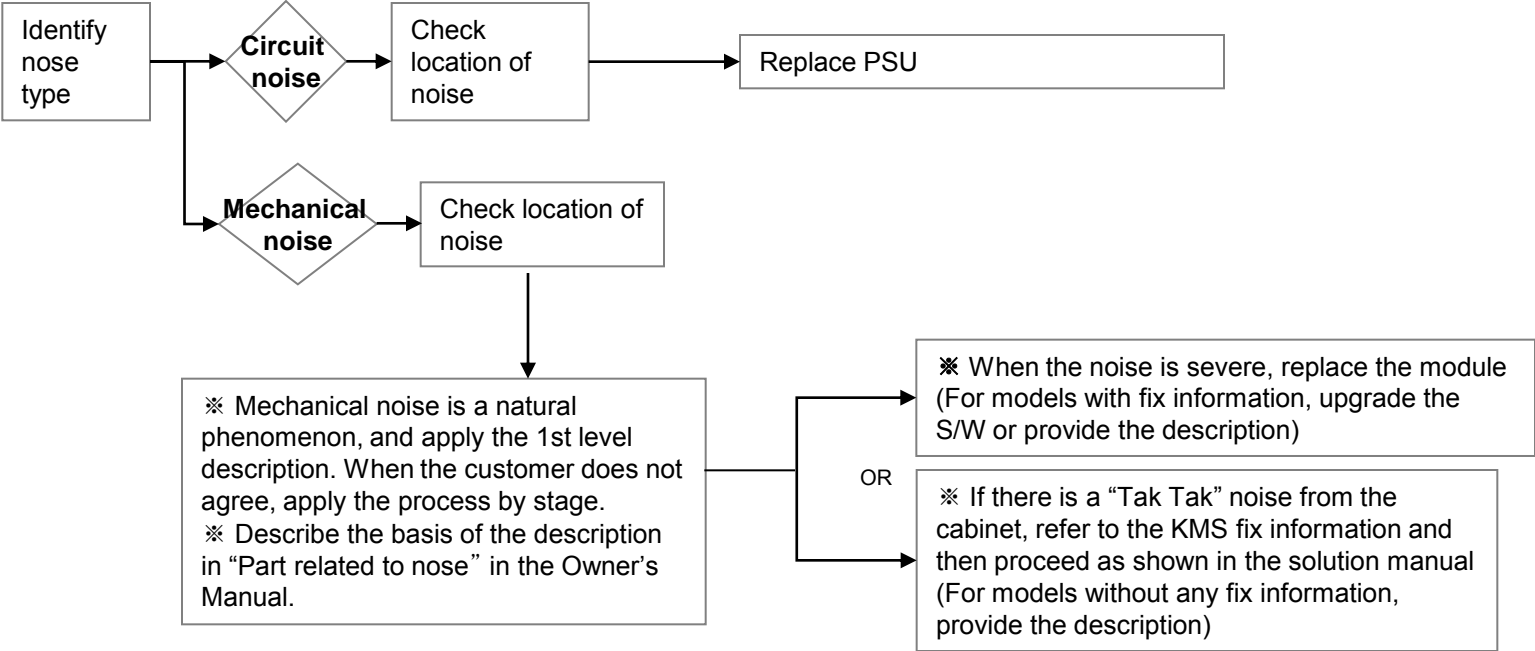 Identify
nose
type
Circuit
noise
Check
location of
noise
Replace PSU
Mechanical
noise
Check location of
noise
※ Mechanical noise is a natural
phenomenon, and apply the 1st level
description. When the customer does not
agree, apply the process by stage.
※ Describe the basis of the description
in “Part related to nose” in the Owner’s
Manual.
OR
※ When the noise is severe, replace the module
(For models with fix information, upgrade the
S/W or provide the description)
※ If there is a “Tak Tak” noise from the
cabinet, refer to the KMS fix information and
then proceed as shown in the solution manual
(For models without any fix information,
provide the description)